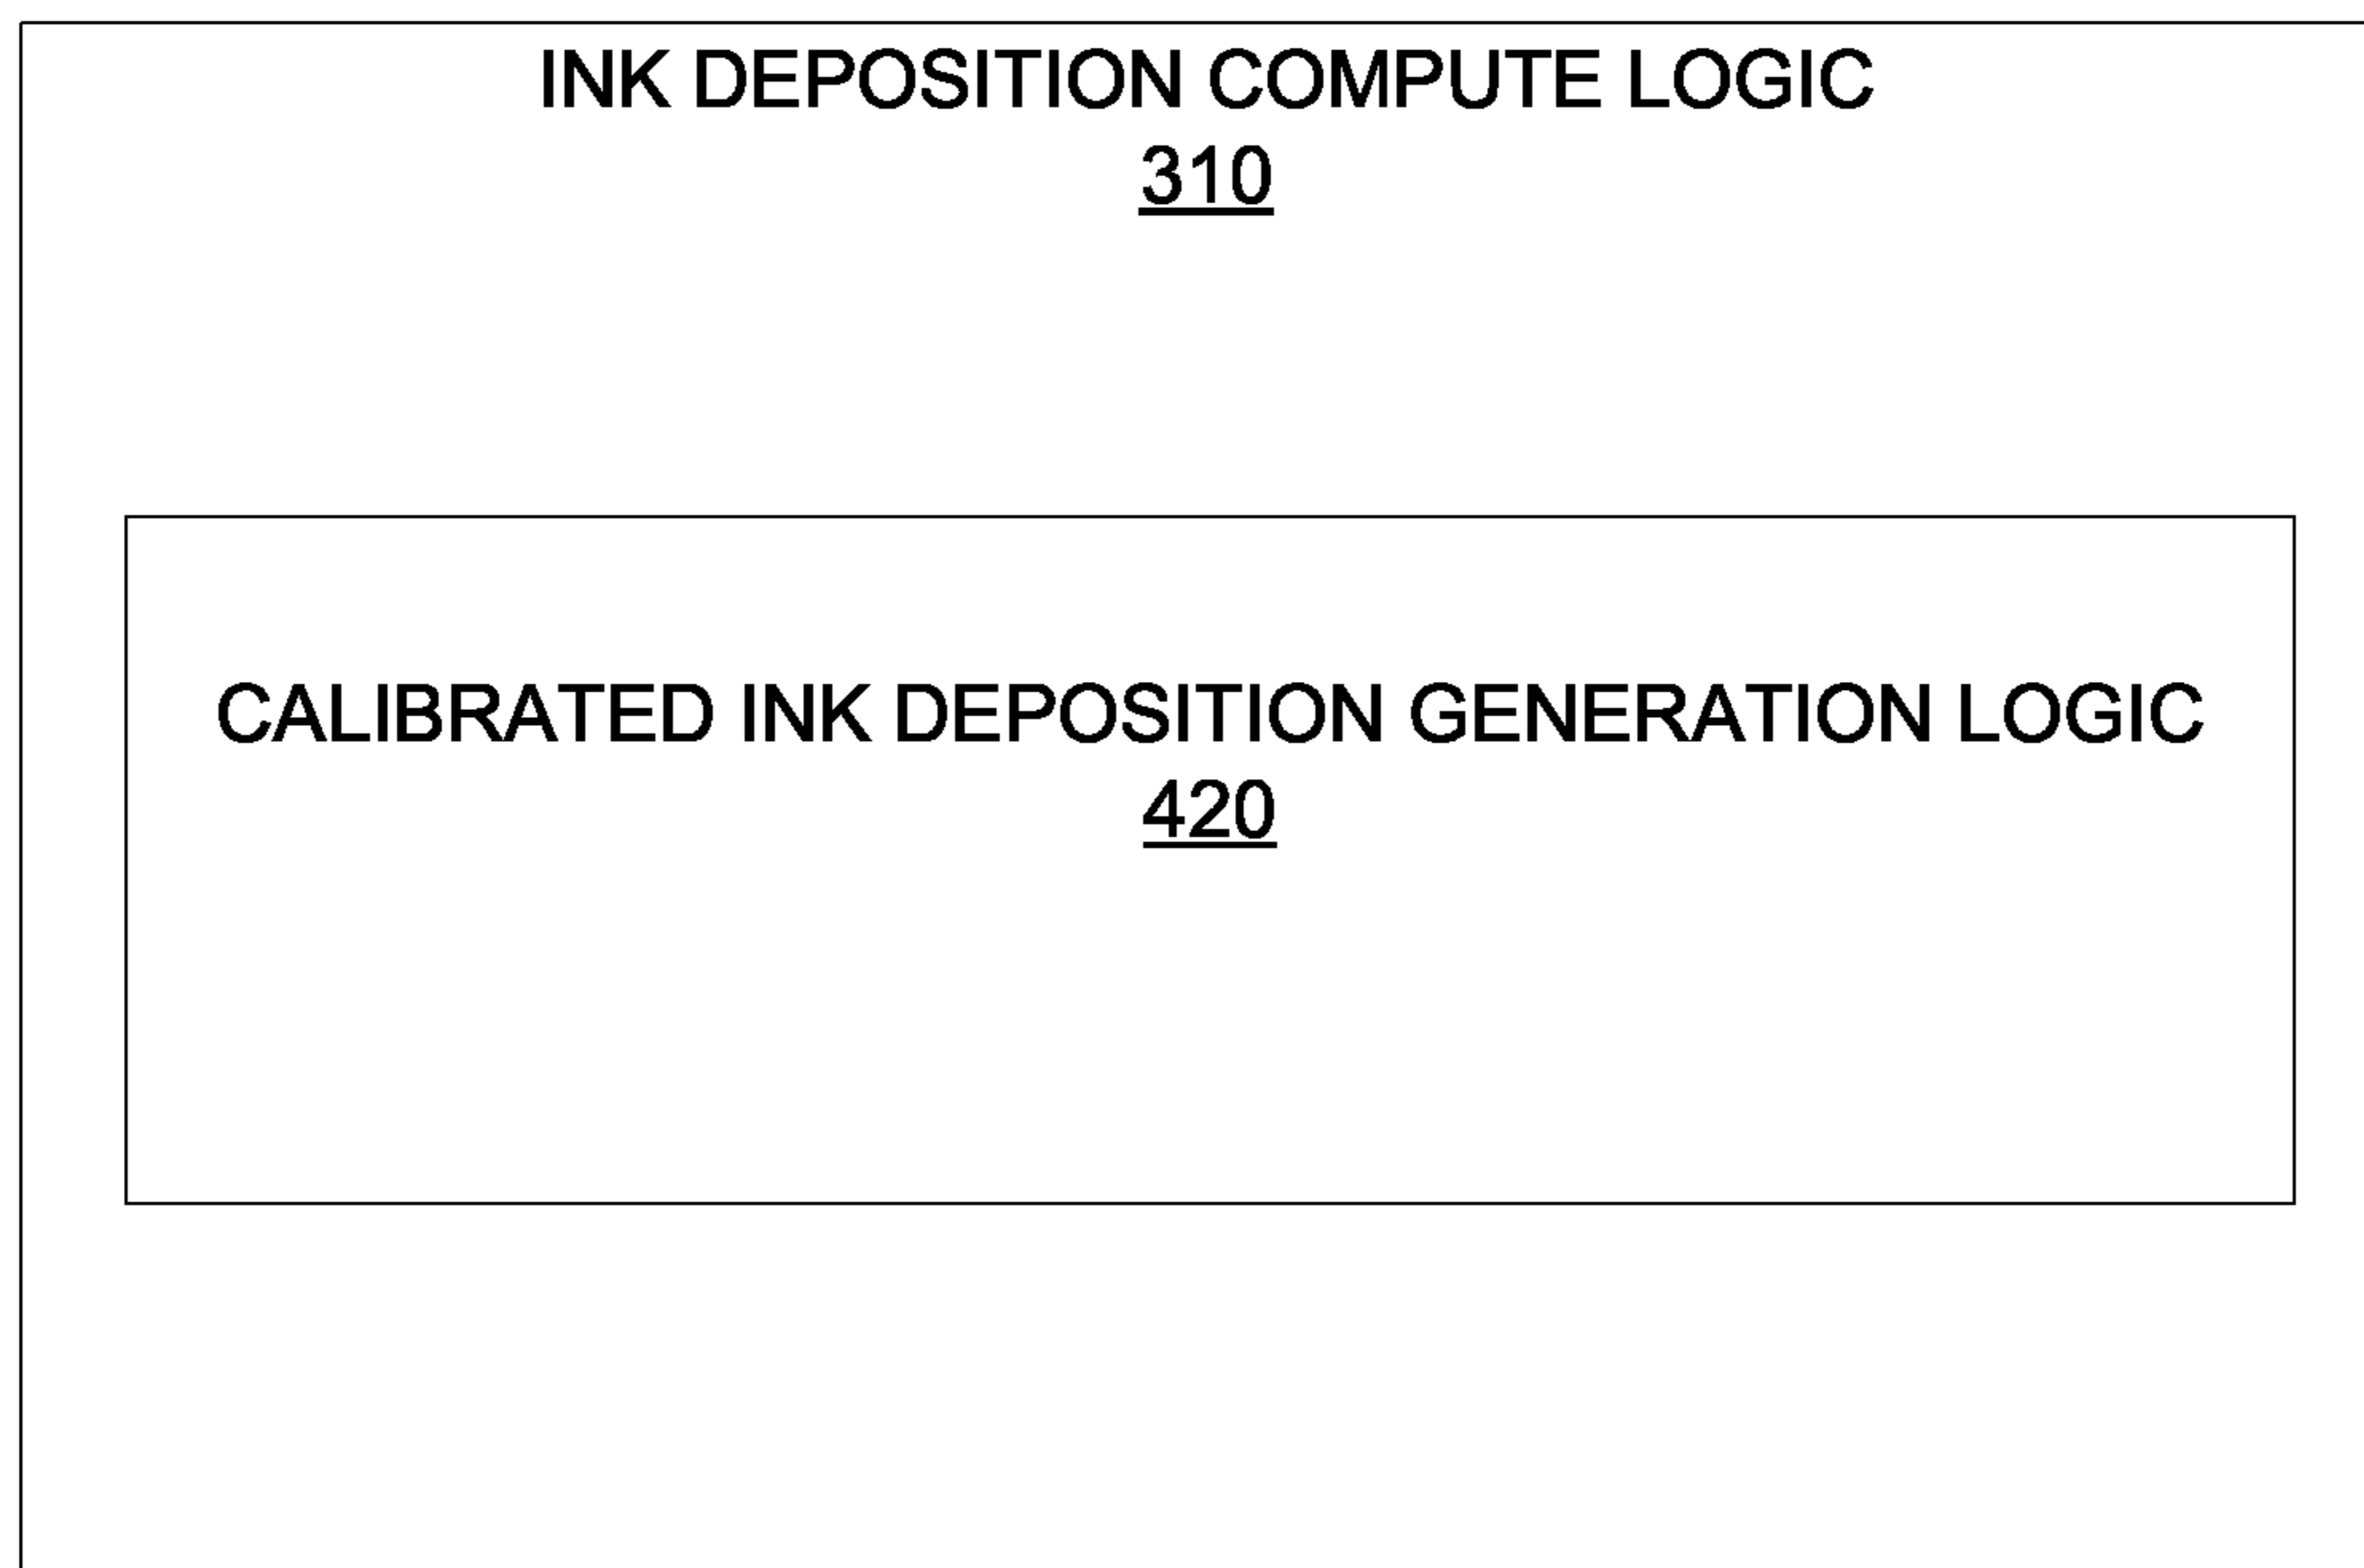 INK DEPOSITION COMPUTE LOGIC
310
CALIBRATED INK DEPOSITION GENERATION LOGIC
420